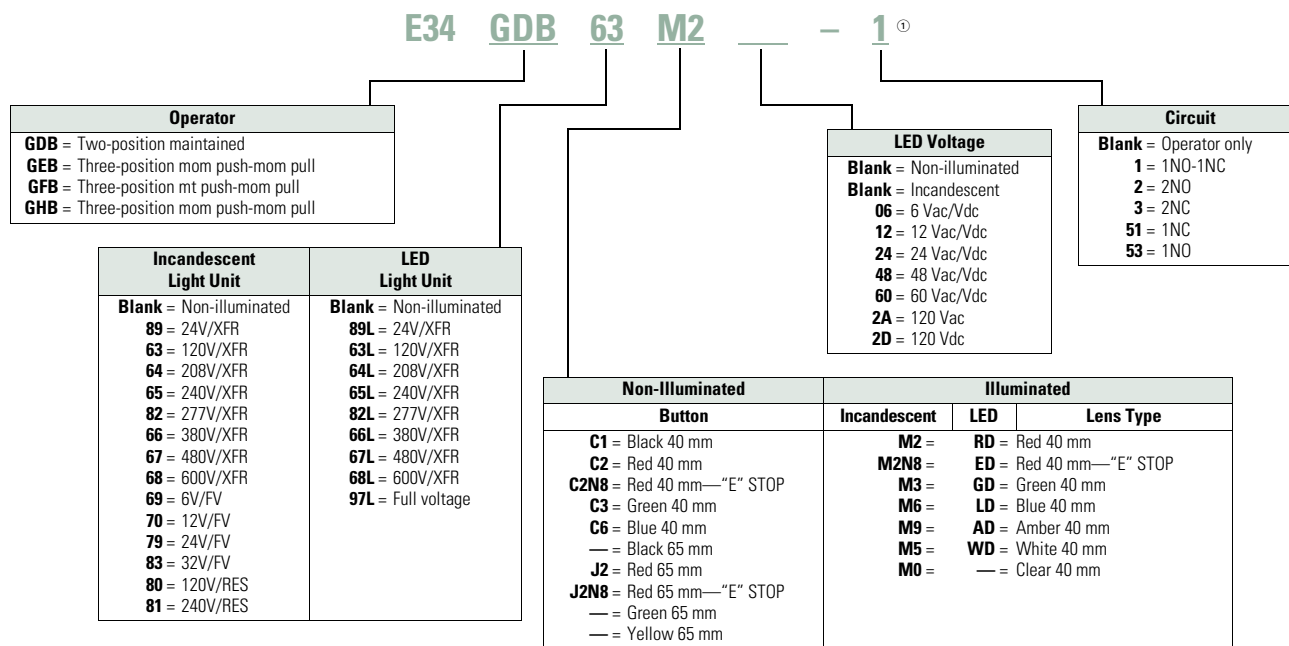 E34 GDB 63 M2 ___ – 1 ①
Operator
GDB = Two-position maintained
GEB = Three-position mom push-mom pull
GFB = Three-position mt push-mom pull
GHB = Three-position mom push-mom pull
Incandescent Light Unit
Blank = Non-illuminated
89 = 24V/XFR
63 = 120V/XFR
64 = 208V/XFR
65 = 240V/XFR
82 = 277V/XFR
66 = 380V/XFR
67 = 480V/XFR
68 = 600V/XFR
69 = 6V/FV
70 = 12V/FV
79 = 24V/FV
83 = 32V/FV
80 = 120V/RES
81 = 240V/RES
LED Light Unit
Blank = Non-illuminated
89L = 24V/XFR
63L = 120V/XFR
64L = 208V/XFR
65L = 240V/XFR
82L = 277V/XFR
66L = 380V/XFR
67L = 480V/XFR
68L = 600V/XFR
97L = Full voltage
Non-Illuminated
Button
C1 = Black 40 mm
C2 = Red 40 mm
C2N8 = Red 40 mm—“E” STOP
C3 = Green 40 mm
C6 = Blue 40 mm
— = Black 65 mm
J2 = Red 65 mm
J2N8 = Red 65 mm—“E” STOP
— = Green 65 mm
— = Yellow 65 mm
Illuminated
Incandescent LED Lens Type
M2 = RD = Red 40 mm
M2N8 = ED = Red 40 mm—“E” STOP
M3 = GD = Green 40 mm
M6 = LD = Blue 40 mm
M9 = AD = Amber 40 mm
M5 = WD = White 40 mm
M0 = — = Clear 40 mm
LED Voltage
Blank = Non-illuminated
Blank = Incandescent
06 = 6 Vac/Vdc
12 = 12 Vac/Vdc
24 = 24 Vac/Vdc
48 = 48 Vac/Vdc
60 = 60 Vac/Vdc
2A = 120 Vac
2D = 120 Vdc
Circuit
Blank = Operator only
1 = 1NO-1NC
2 = 2NO
3 = 2NC
51 = 1NC
53 = 1NO